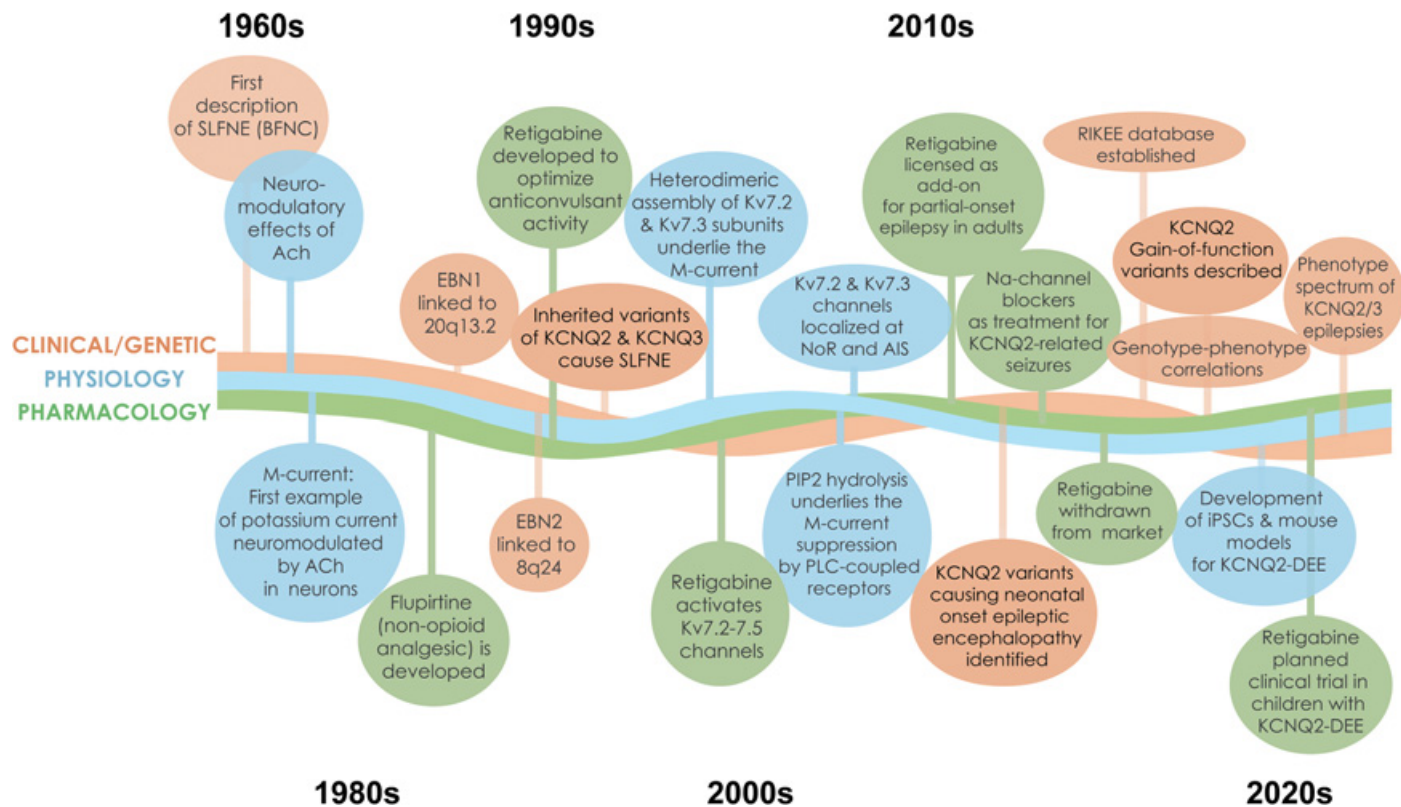 1960s
1990s
2010s
First
description
of SLFNE (BFNC)
Neuro-
modulatory
effects of
Ach
EBN1
linked to
20q13.2
Retigabine
developed to
optimize
anticonvulsant
activity
Inherited variants
of KCNQ2 & KCNQ3
cause SLFNE
Heterodimeric
assembly of Kv7.2
& Kv7.3 subunits
underlie the
M-current
Kv7.2 & Kv7.3
channels
localized at
NoR and AIS
Retigabine
licensed as
add-on
for partial-onset
epilepsy in adults
Na-channel
blockers
as treatment for
KCNQ2-related
seizures
RIKEE database
established
KCNQ2
Gain-of-function
variants described
Genotype-phenotype
correlations
Phenotype
spectrum of
KCNQ2/3
epilepsies
CLINICAL/GENETIC
PHYSIOLOGY
PHARMACOLOGY
M-current:
First example
of potassium current
neuromodulated
by ACh
in neurons
Flupirtine
(non-opioid
analgesic) is
developed
EBN2
linked to
8q24
Retigabine
activates
Kv7.2-7.5
channels
PIP2 hydrolysis
underlies the
M-current
suppression
by PLC-coupled
receptors
KCNQ2 variants
causing neonatal
onset epileptic
encephalopathy
identified
Retigabine
withdrawn
from market
Development
of iPSCs & mouse
models
for KCNQ2-DEE
Retigabine
planned
clinical trial in
children with
KCNQ2-DEE
1980s
2000s
2020s